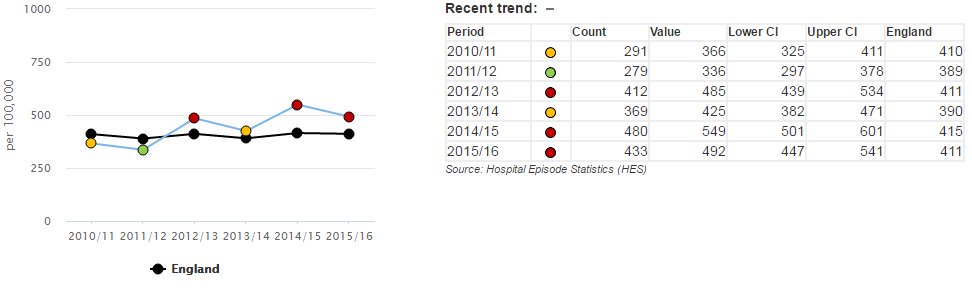 1000
750
500
250
0
per 100,000
2010/11 2011/12 2012/13 2013/14 2014/15 2015/16
England
Recent trend: –
Period Count Value Lower CI Upper CI England
2010/11 291 366 325 411 410
2011/12 279 336 297 378 389
2012/13 412 485 439 534 411
2013/14 369 425 382 471 390
2014/15 480 549 501 601 415
2015/16 433 492 447 541 411
Source: Hospital Episode Statistics (HES)